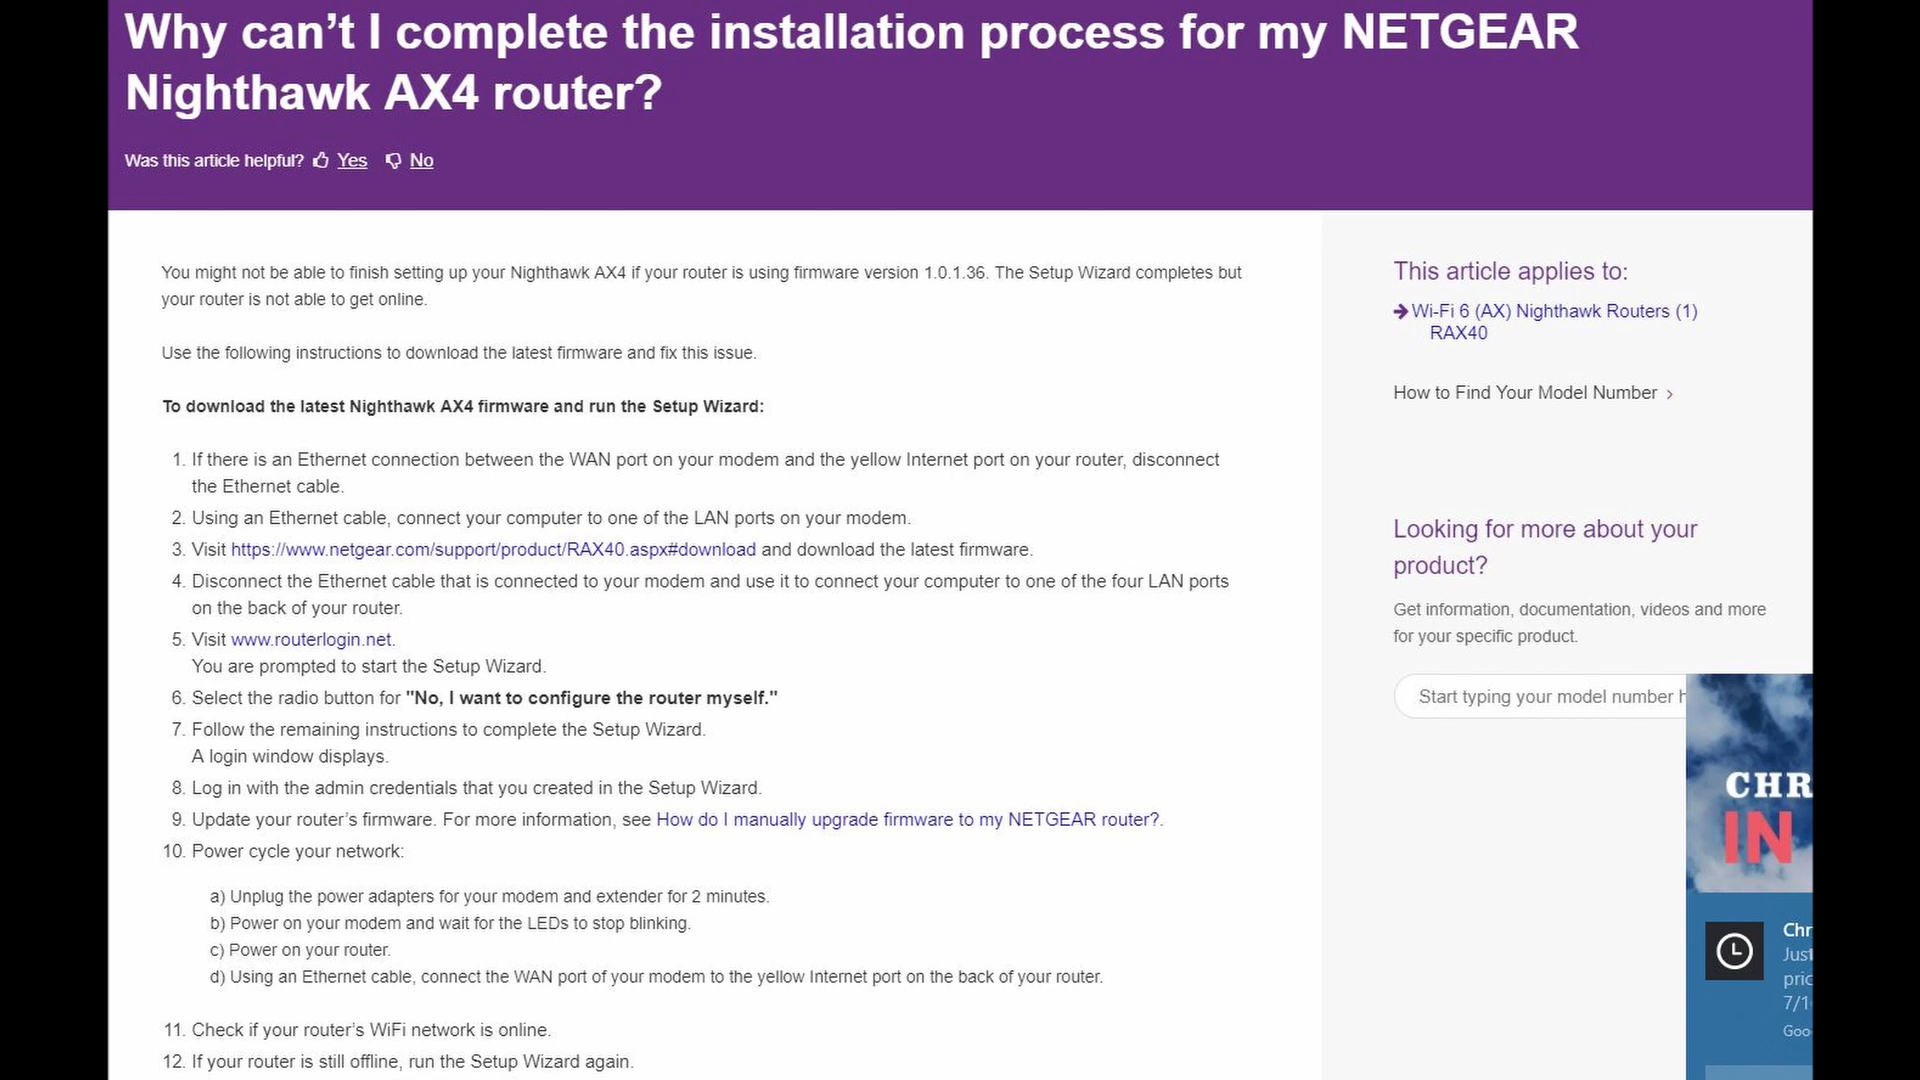 Why can’t I complete the installation process for my NETGEAR
Nighthawk AX4 router?
Was this article helpful? Yes No
You might not be able to finish setting up your Nighthawk AX4 if your router is using firmware version 1.0.1.36. The Setup Wizard completes but
your router is not able to get online.
Use the following instructions to download the latest firmware and fix this issue.
To download the latest Nighthawk AX4 firmware and run the Setup Wizard:
1. If there is an Ethernet connection between the WAN port on your modem and the yellow Internet port on your router, disconnect
the Ethernet cable.
2. Using an Ethernet cable, connect your computer to one of the LAN ports on your modem.
3. Visit https://www.netgear.com/support/product/RAX40.aspx#download and download the latest firmware.
4. Disconnect the Ethernet cable that is connected to your modem and use it to connect your computer to one of the four LAN ports
on the back of your router.
5. Visit www.routerlogin.net.
You are prompted to start the Setup Wizard.
6. Select the radio button for "No, I want to configure the router myself."
7. Follow the remaining instructions to complete the Setup Wizard.
A login window displays.
8. Log in with the admin credentials that you created in the Setup Wizard.
9. Update your router’s firmware. For more information, see How do I manually upgrade firmware to my NETGEAR router?.
10. Power cycle your network:
a) Unplug the power adapters for your modem and extender for 2 minutes.
b) Power on your modem and wait for the LEDs to stop blinking.
c) Power on your router.
d) Using an Ethernet cable, connect the WAN port of your modem to the yellow Internet port on the back of your router.
11. Check if your router’s WiFi network is online.
12. If your router is still offline, run the Setup Wizard again.
This article applies to:
Wi-Fi 6 (AX) Nighthawk Routers (1)
RAX40
How to Find Your Model Number >
Looking for more about your
product?
Get information, documentation, videos and more
for your specific product.
Start typing your model number h
CHR
IN
Chr
Just
pric
7/1
Goo